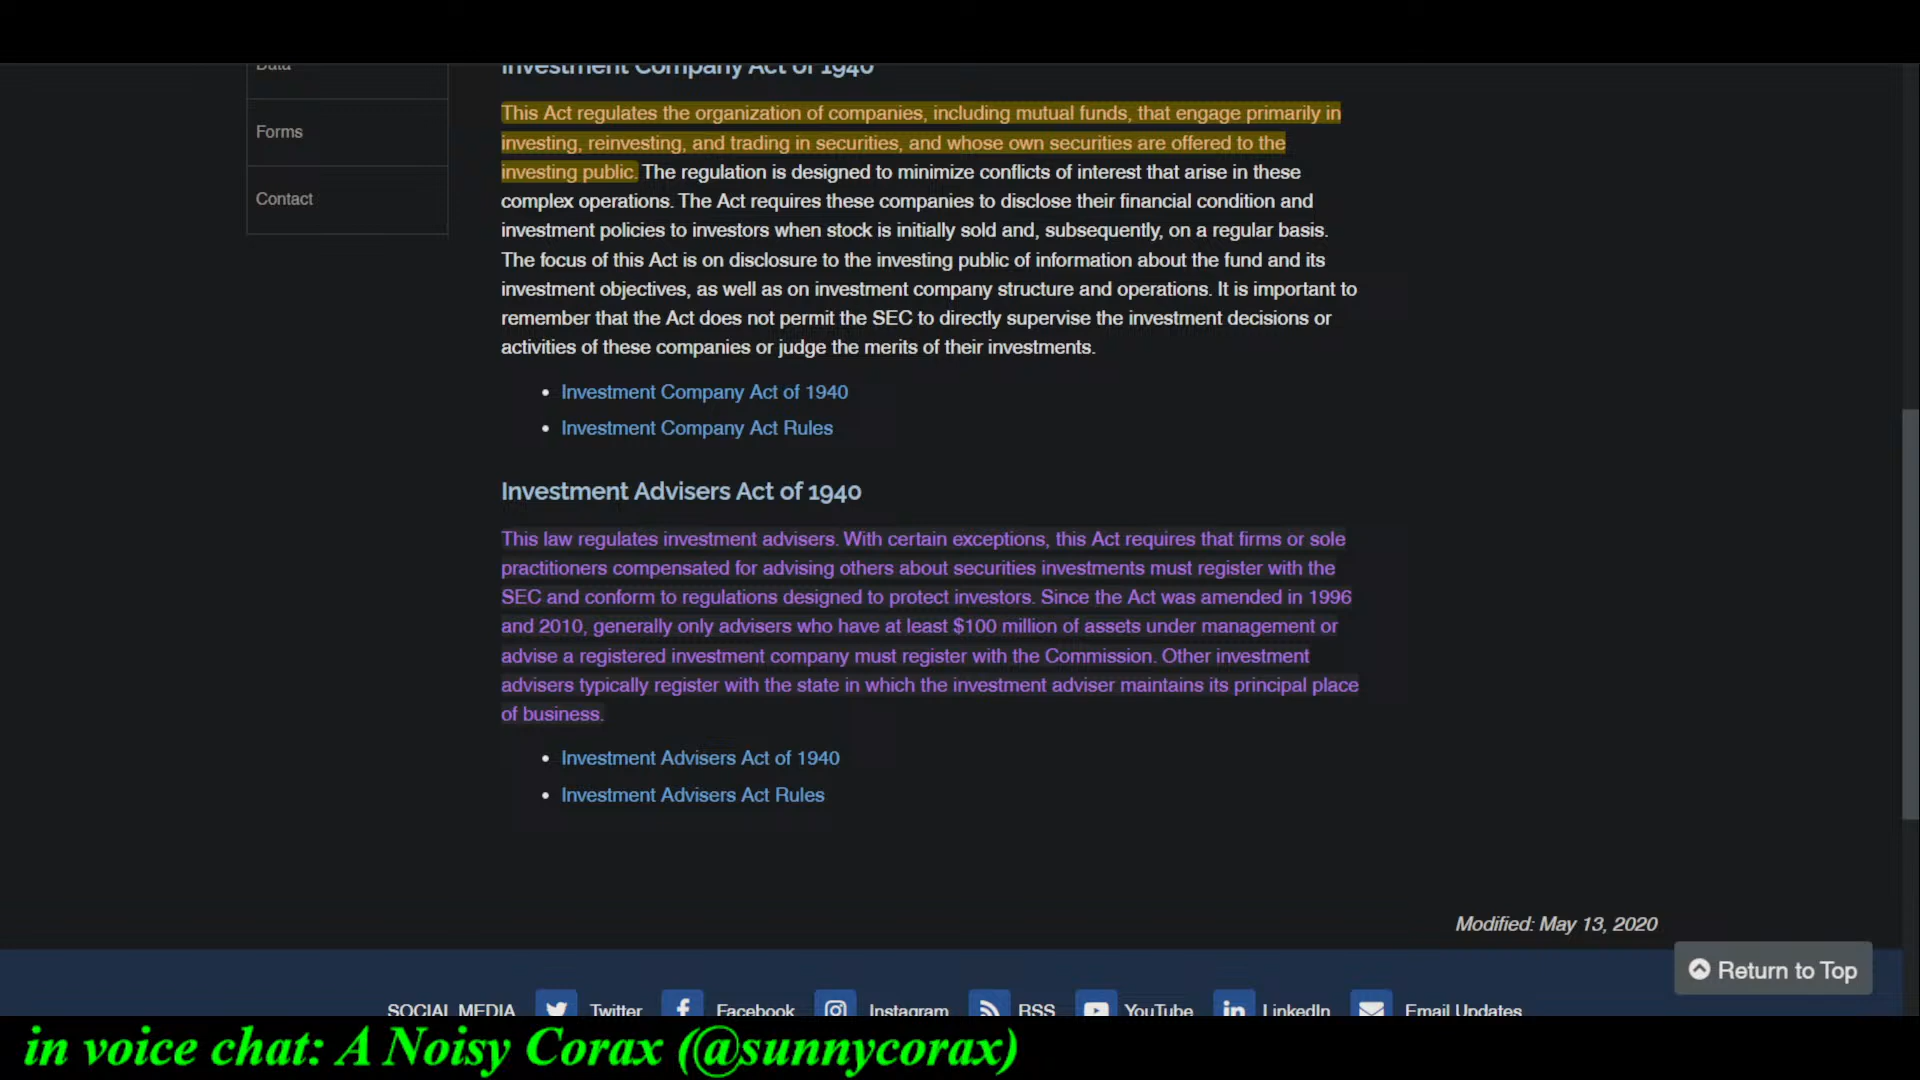 Data
Investment Company Act of 1940
This Act regulates the organization of companies, including mutual funds, that engage primarily in
investing, reinvesting, and trading in securities, and whose own securities are offered to the
investing public. The regulation is designed to minimize conflicts of interest that arise in these
complex operations. The Act requires these companies to disclose their financial condition and
investment policies to investors when stock is initially sold and, subsequently, on a regular basis.
The focus of this Act is on disclosure to the investing public of information about the fund and its
investment objectives, as well as on investment company structure and operations. It is important to
remember that the Act does not permit the SEC to directly supervise the investment decisions or
activities of these companies or judge the merits of their investments.
Forms
Contact
• Investment Company Act of 1940
• Investment Company Act Rules
Investment Advisers Act of 1940
This law regulates investment advisers. With certain exceptions, this Act requires that firms or sole
practitioners compensated for advising others about securities investments must register with the
SEC and conform to regulations designed to protect investors. Since the Act was amended in 1996
and 2010, generally only advisers who have at least $100 million of assets under management or
advise a registered investment company must register with the Commission. Other investment
advisers typically register with the state in which the investment adviser maintains its principal place
of business.
• Investment Advisers Act of 1940
• Investment Advisers Act Rules
Modified: May 13, 2020
Return to Top
SOCIAL MEDIA Twitter Facebook Instagram RSS YouTube LinkedIn Email Updates
in voice chat: A Noisy Corax (@sunnycorax)